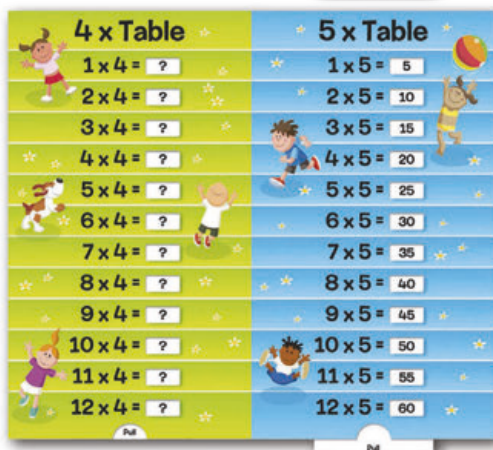 4 x Table
1 x 4 = ?
2 x 4 = ?
3 x 4 = ?
4 x 4 = ?
5 x 4 = ?
6 x 4 = ?
7 x 4 = ?
8 x 4 = ?
9 x 4 = ?
10 x 4 = ?
11 x 4 = ?
12 x 4 = ?
Pull
5 x Table
1 x 5 = 5
2 x 5 = 10
3 x 5 = 15
4 x 5 = 20
5 x 5 = 25
6 x 5 = 30
7 x 5 = 35
8 x 5 = 40
9 x 5 = 45
10 x 5 = 50
11 x 5 = 55
12 x 5 = 60
Pull